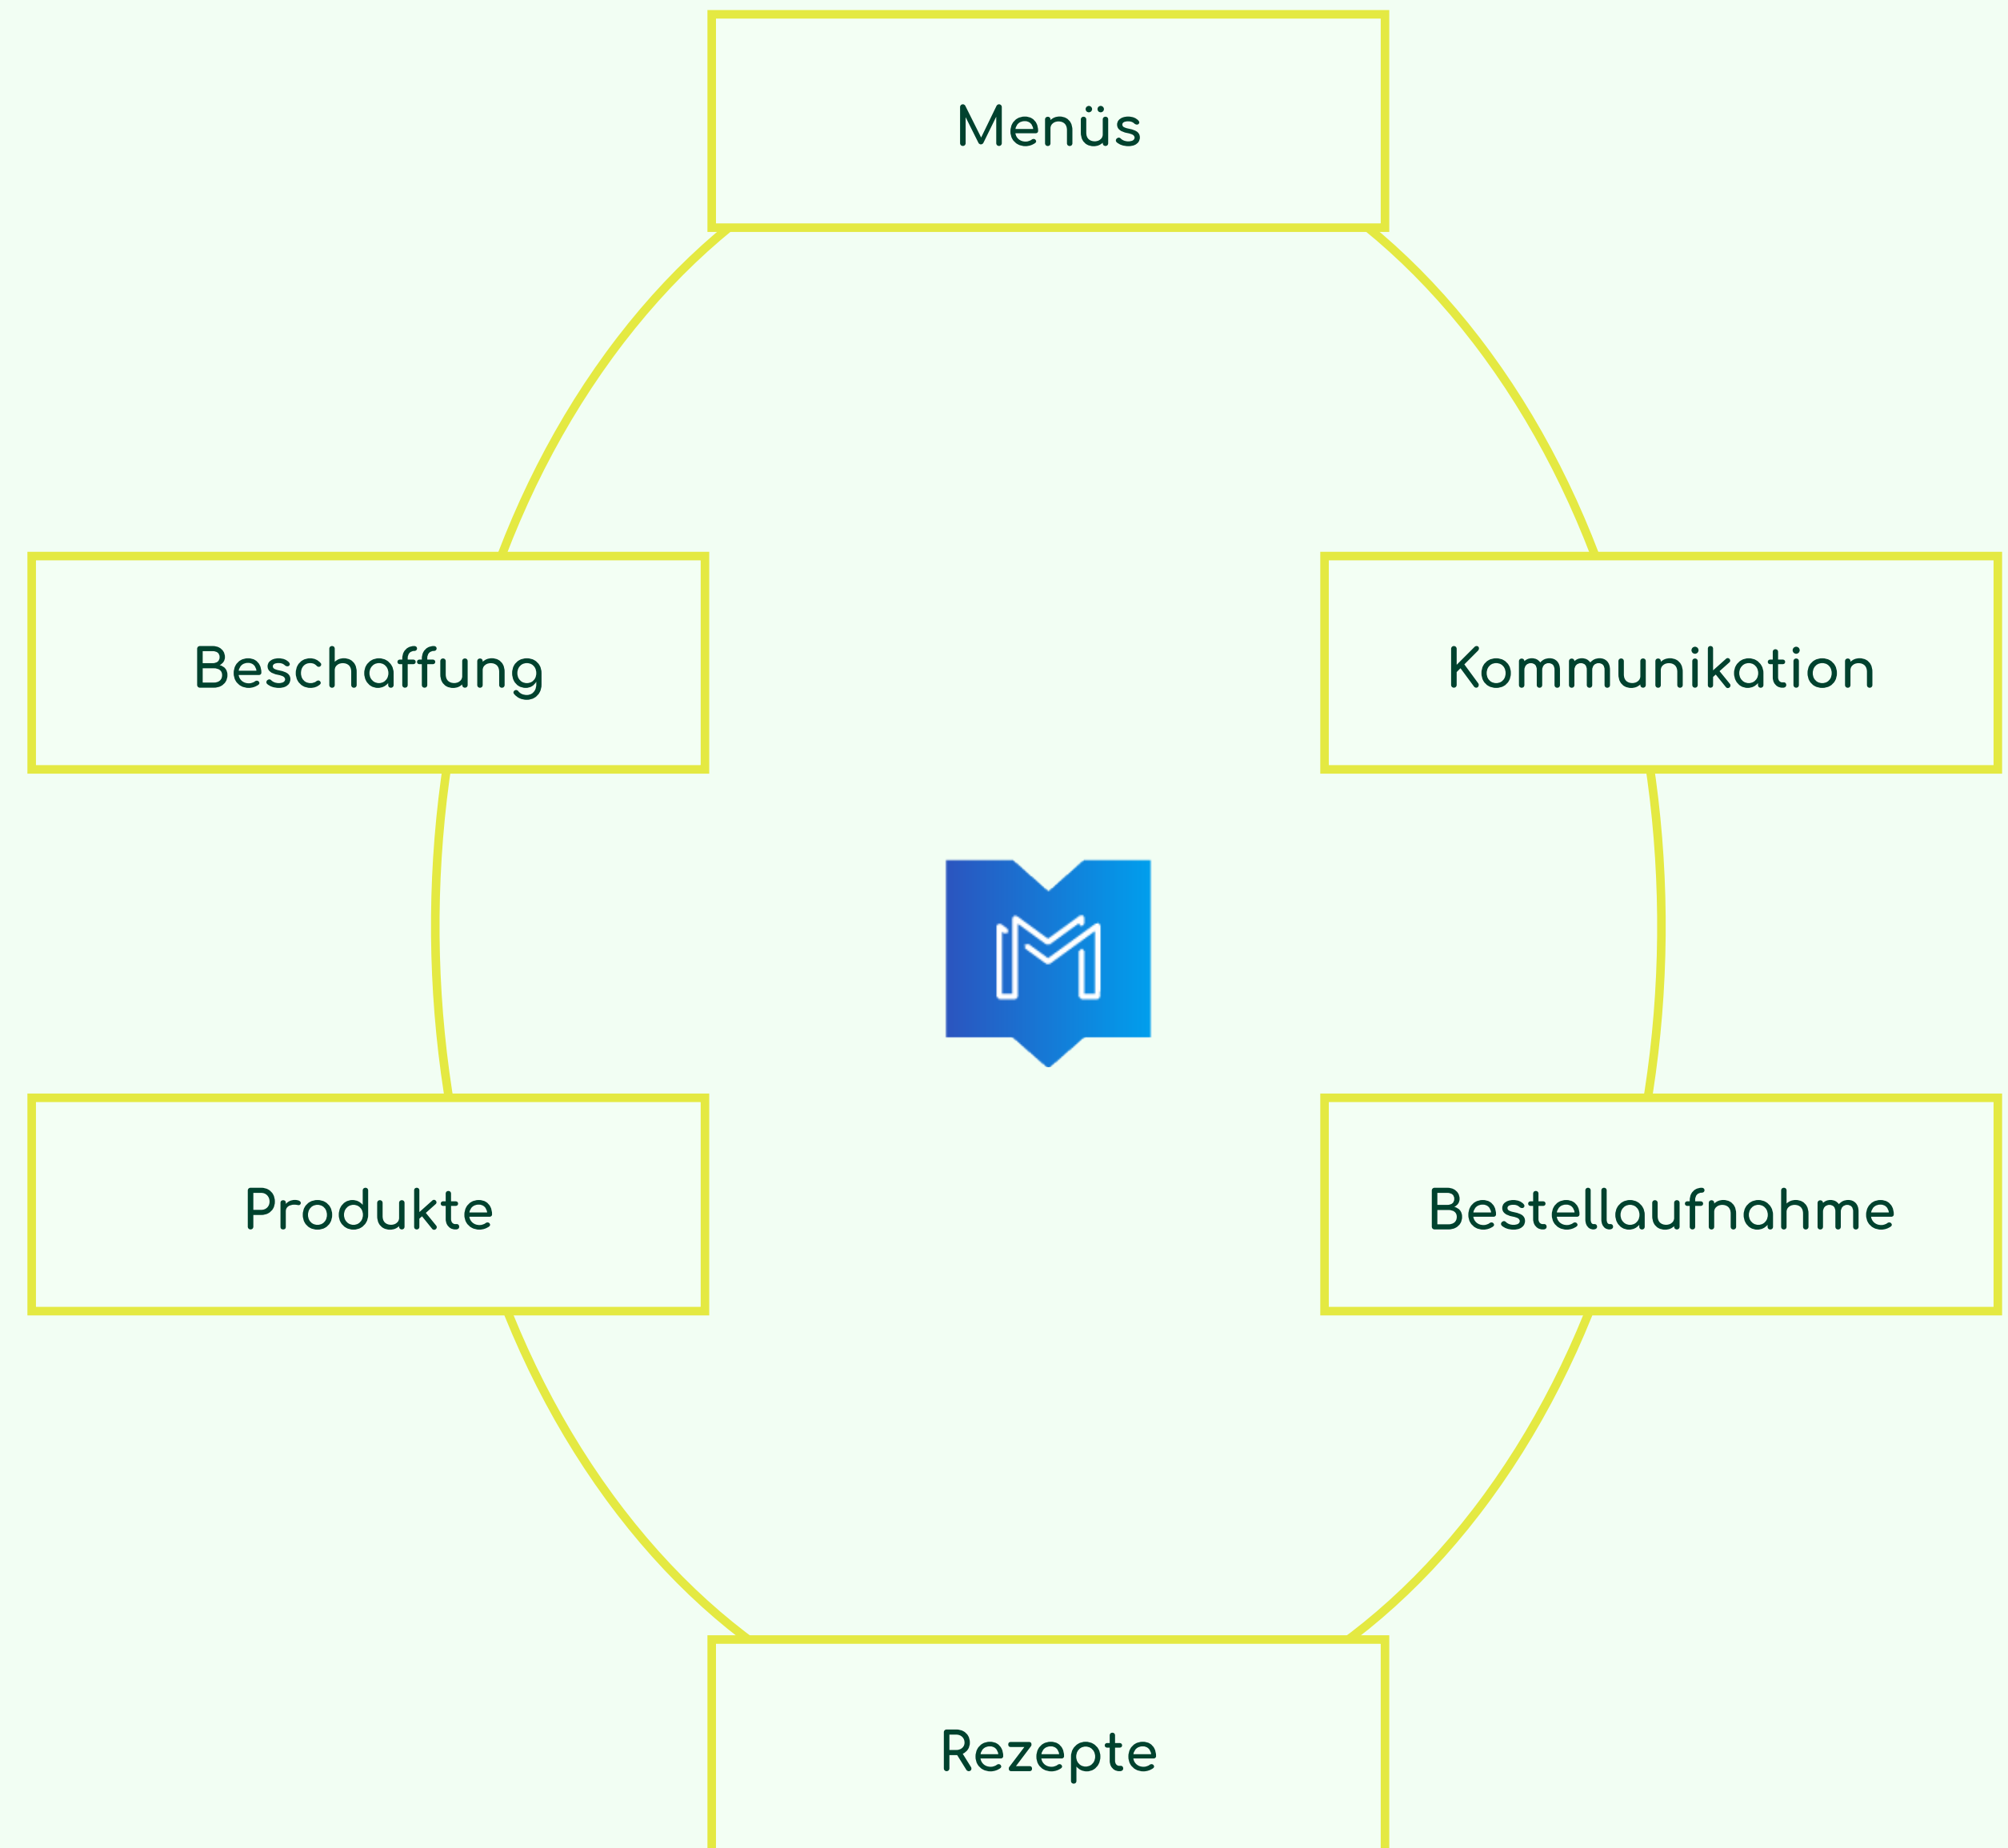 Menüs
Beschaffung
Kommunikation
M
Produkte
Bestellaufnahme
Rezepte